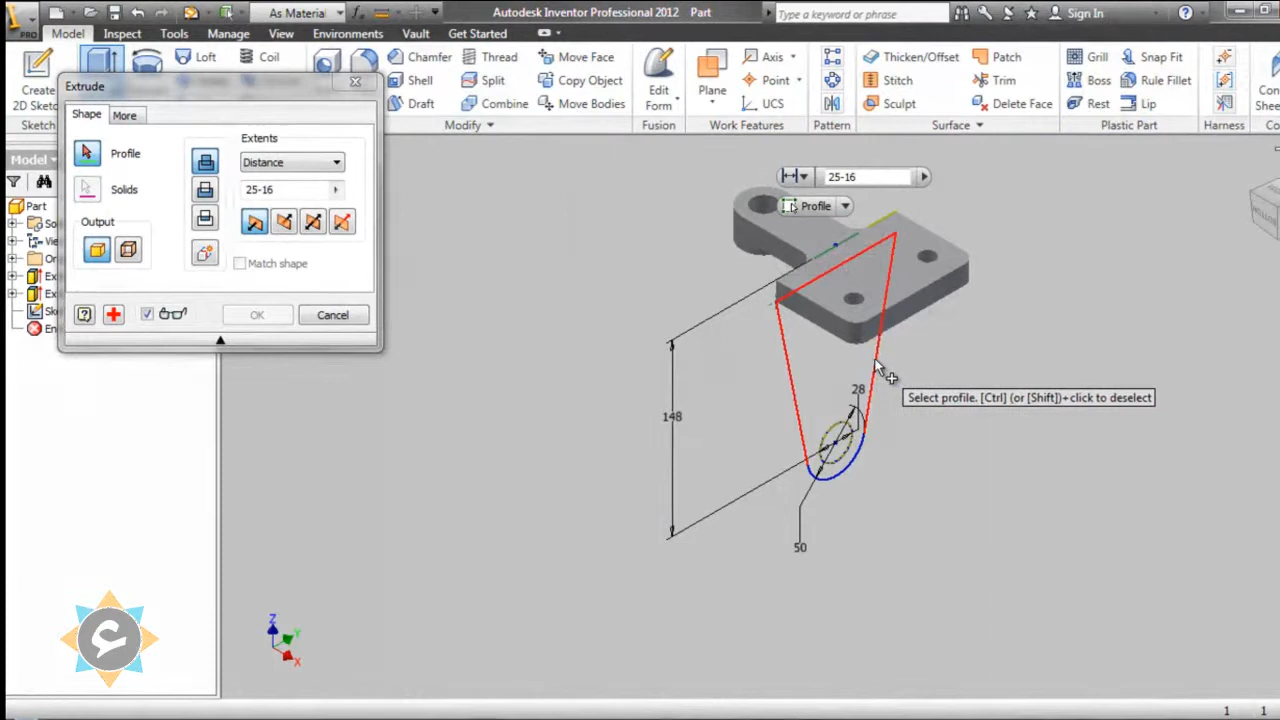 PRO
As Material
Autodesk Inventor Professional 2012 Part
Type a keyword or phrase
Sign In
Model Inspect Tools Manage View Environments Vault Get Started
Create
2D Sketch
Sketch
Loft
Coil
Chamfer
Shell
Draft
Thread
Split
Combine
Move Face
Copy Object
Move Bodies
Modify
Edit
Form
Fusion
Plane
Axis
Point
UCS
Work Features
Pattern
Thicken/Offset
Stitch
Sculpt
Patch
Trim
Delete Face
Surface
Grill
Boss
Rest
Snap Fit
Rule Fillet
Lip
Plastic Part
Harness
Model
Part
Extrude
Shape More
Profile
Solids
Output
Extents
Distance
25-16
Match shape
OK
Cancel
25-16
Profile
148
28
50
Select profile. [Ctrl] (or [Shift])+click to deselect
Z
Y
X
1 1